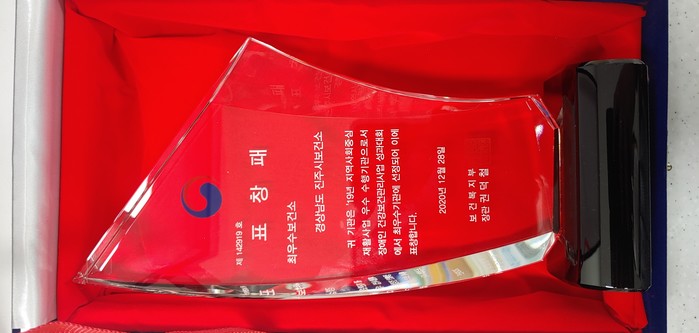 제 142919 호
표 창 패
최우수보건소
경상남도 진주시보건소
귀 기관은 '19년 지역사회중심
재활사업 우수 수행기관으로서
장애인 건강보건관리사업 성과대회
에서 최우수기관에 선정되어 이에
표창합니다.
2020년 12월 28일
보 건 복 지 부
장관 권 덕 철